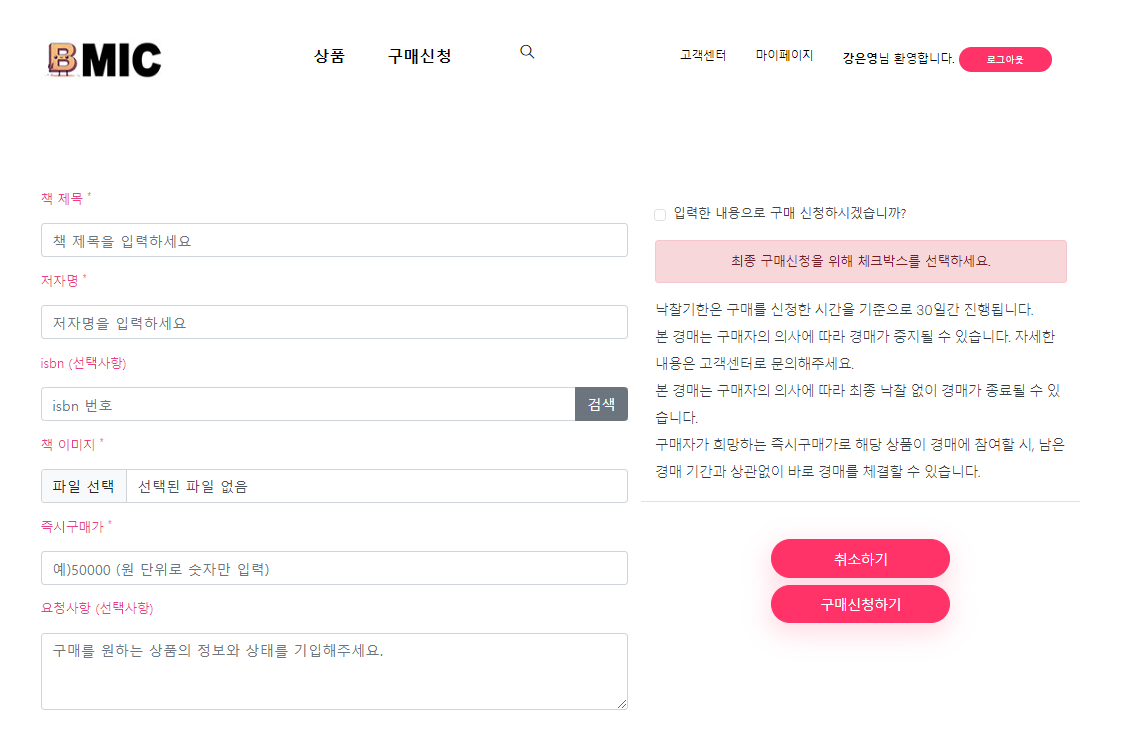 BMIC
상품
구매신청
고객센터
마이페이지
강은영님 환영합니다.
로그아웃
책 제목 *
책 제목을 입력하세요
저자명 *
저자명을 입력하세요
isbn (선택사항)
isbn 번호
검색
책 이미지 *
파일 선택
선택된 파일 없음
즉시구매가 *
예)50000 (원 단위로 숫자만 입력)
요청사항 (선택사항)
구매를 원하는 상품의 정보와 상태를 기입해주세요.
입력한 내용으로 구매 신청하시겠습니까?
최종 구매신청을 위해 체크박스를 선택하세요.
낙찰기한은 구매를 신청한 시간을 기준으로 30일간 진행됩니다.
본 경매는 구매자의 의사에 따라 경매가 중지될 수 있습니다. 자세한
내용은 고객센터로 문의해주세요.
본 경매는 구매자의 의사에 따라 최종 낙찰 없이 경매가 종료될 수 있
습니다.
구매자가 희망하는 즉시구매가로 해당 상품이 경매에 참여할 시, 남은
경매 기간과 상관없이 바로 경매를 체결할 수 있습니다.
취소하기
구매신청하기